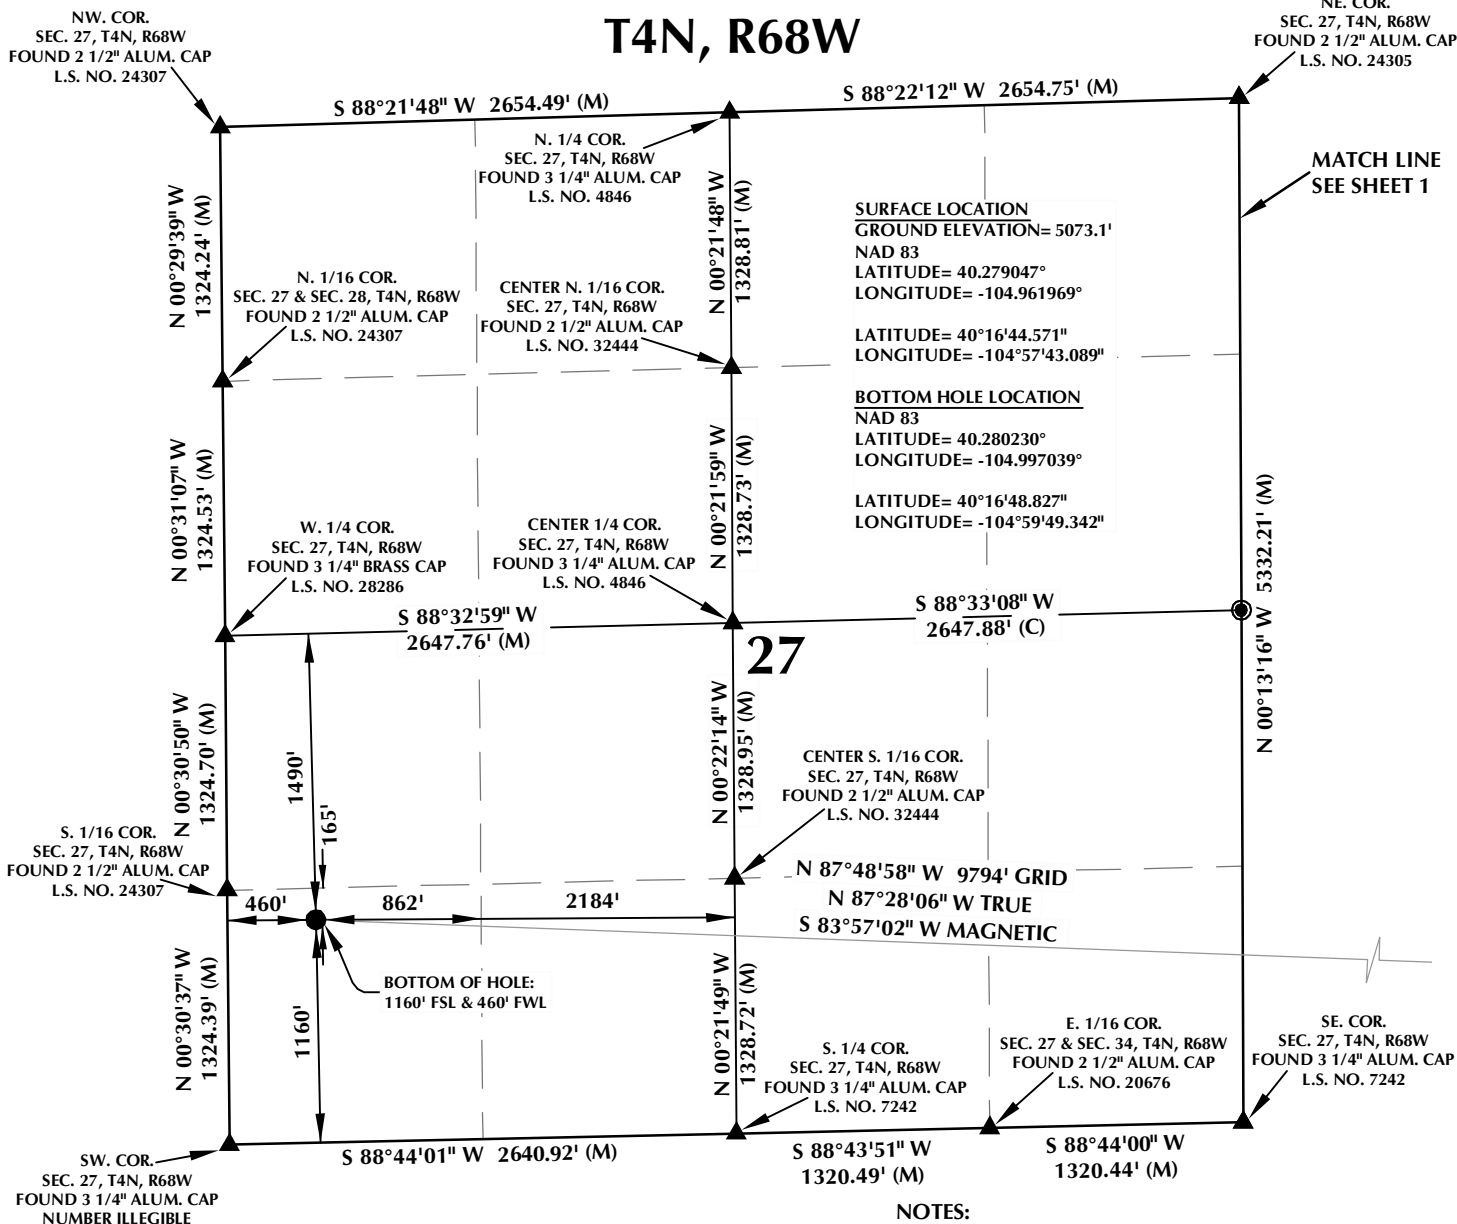 T4N, R68W
NW. COR.
SEC. 27, T4N, R68W
FOUND 2 1/2" ALUM. CAP
L.S. NO. 24307
NE. COR.
SEC. 27, T4N, R68W
FOUND 2 1/2" ALUM. CAP
L.S. NO. 24305
S 88°21'48" W 2654.49' (M)
S 88°22'12" W 2654.75' (M)
N. 1/4 COR.
SEC. 27, T4N, R68W
FOUND 3 1/4" ALUM. CAP
L.S. NO. 4846
MATCH LINE
SEE SHEET 1
N 00°29'39" W
1324.24' (M)
N 00°21'48" W
1328.81' (M)
SURFACE LOCATION
GROUND ELEVATION= 5073.1'
NAD 83
LATITUDE= 40.279047°
LONGITUDE= -104.961969°
LATITUDE= 40°16'44.571"
LONGITUDE= -104°57'43.089"
N. 1/16 COR.
SEC. 27 & SEC. 28, T4N, R68W
FOUND 2 1/2" ALUM. CAP
L.S. NO. 24307
CENTER N. 1/16 COR.
SEC. 27, T4N, R68W
FOUND 2 1/2" ALUM. CAP
L.S. NO. 32444
BOTTOM HOLE LOCATION
NAD 83
LATITUDE= 40.280230°
LONGITUDE= -104.997039°
LATITUDE= 40°16'48.827"
LONGITUDE= -104°59'49.342"
N 00°31'07" W
1324.53' (M)
N 00°21'59" W
1328.73' (M)
W. 1/4 COR.
SEC. 27, T4N, R68W
FOUND 3 1/4" BRASS CAP
L.S. NO. 28286
CENTER 1/4 COR.
SEC. 27, T4N, R68W
FOUND 3 1/4" ALUM. CAP
L.S. NO. 4846
N 00°13'16" W 5332.21' (M)
S 88°32'59" W
2647.76' (M)
S 88°33'08" W
2647.88' (C)
27
N 00°30'50" W
1324.70' (M)
1490'
165'
N 00°22'14" W
1328.95' (M)
CENTER S. 1/16 COR.
SEC. 27, T4N, R68W
FOUND 2 1/2" ALUM. CAP
L.S. NO. 32444
S. 1/16 COR.
SEC. 27, T4N, R68W
FOUND 2 1/2" ALUM. CAP
L.S. NO. 24307
N 87°48'58" W 9794' GRID
N 87°28'06" W TRUE
S 83°57'02" W MAGNETIC
460'
862'
2184'
BOTTOM OF HOLE:
1160' FSL & 460' FWL
N 00°30'37" W
1324.39' (M)
1160'
N 00°21'49" W
1328.72' (M)
S. 1/4 COR.
SEC. 27, T4N, R68W
FOUND 3 1/4" ALUM. CAP
L.S. NO. 7242
E. 1/16 COR.
SEC. 27 & SEC. 34, T4N, R68W
FOUND 2 1/2" ALUM. CAP
L.S. NO. 20676
SE. COR.
SEC. 27, T4N, R68W
FOUND 3 1/4" ALUM. CAP
L.S. NO. 7242
S 88°44'01" W 2640.92' (M)
S 88°43'51" W
1320.49' (M)
S 88°44'00" W
1320.44' (M)
SW. COR.
SEC. 27, T4N, R68W
FOUND 3 1/4" ALUM. CAP
NUMBER ILLEGIBLE
NOTES: